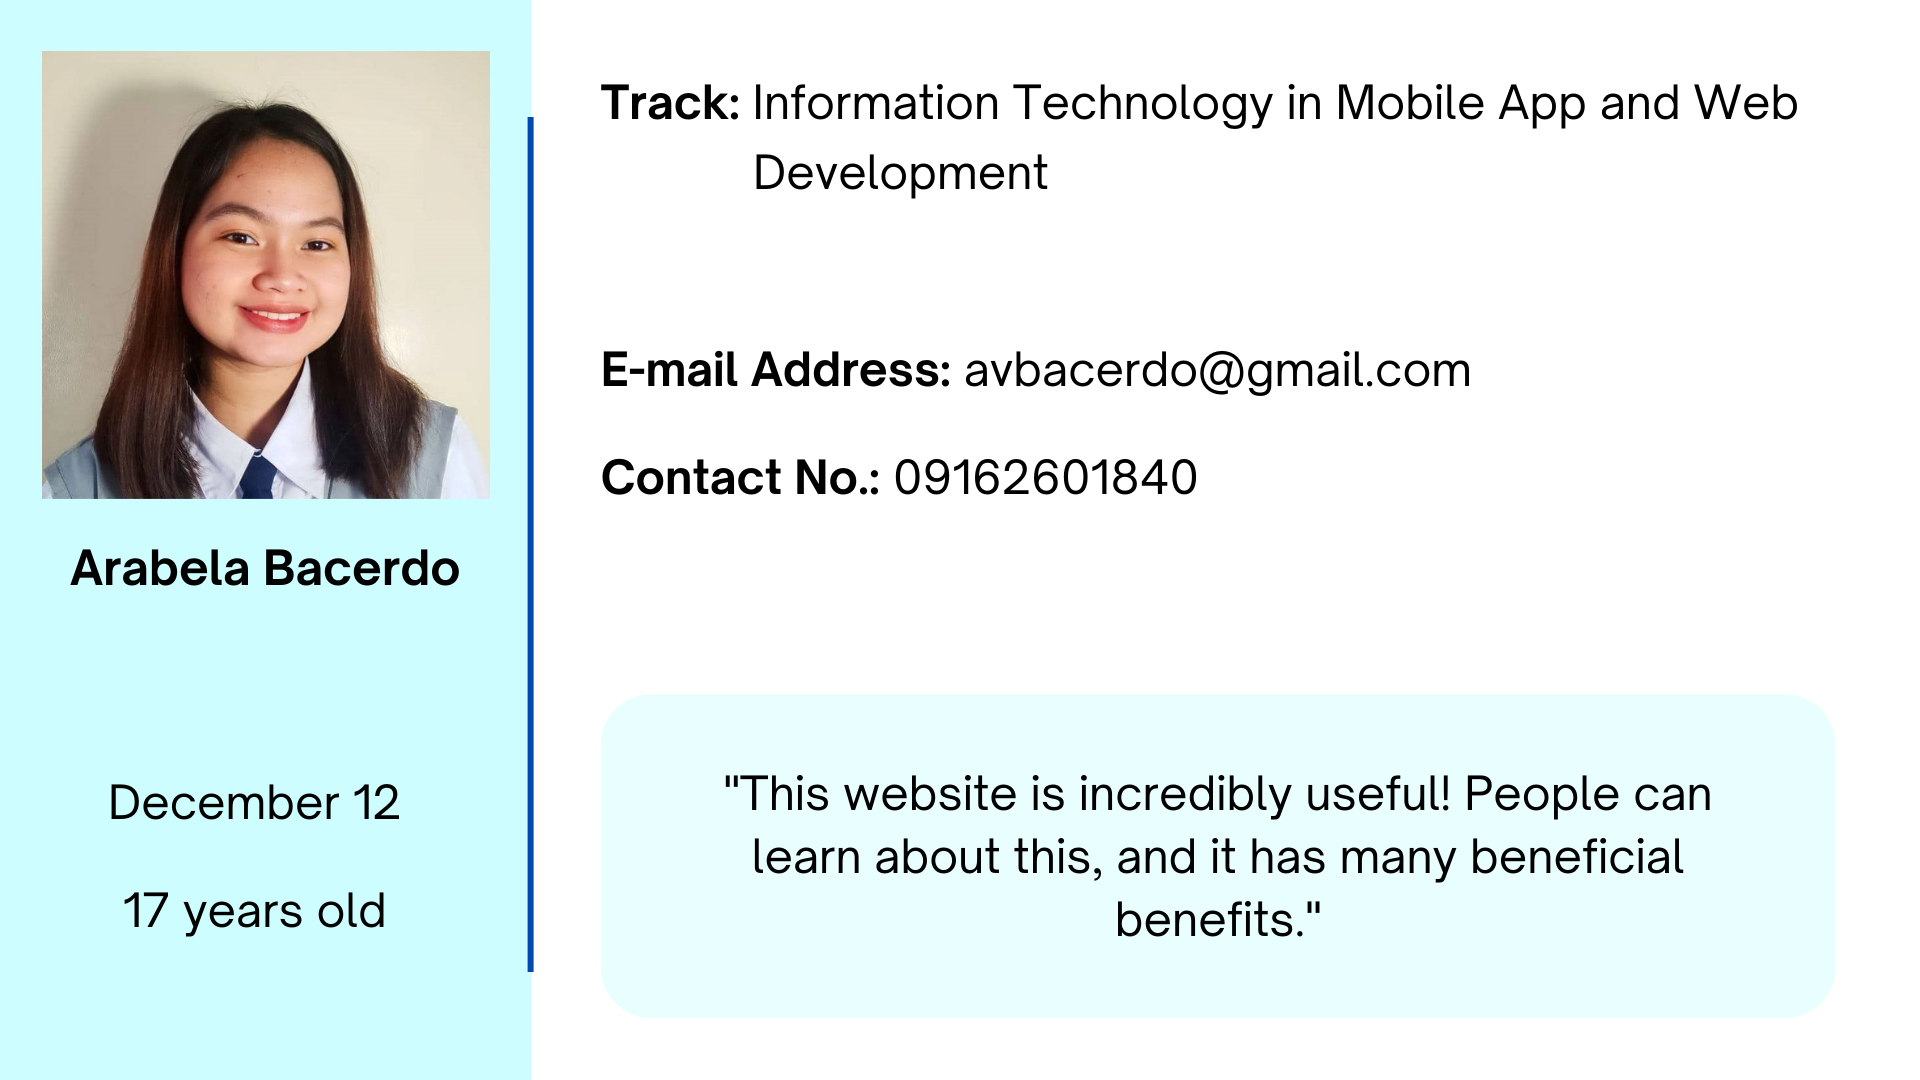 Arabela Bacerdo
December 12
17 years old
Track: Information Technology in Mobile App and Web
Development
E-mail Address: avbacerdo@gmail.com
Contact No.: 09162601840
"This website is incredibly useful! People can
learn about this, and it has many beneficial
benefits."